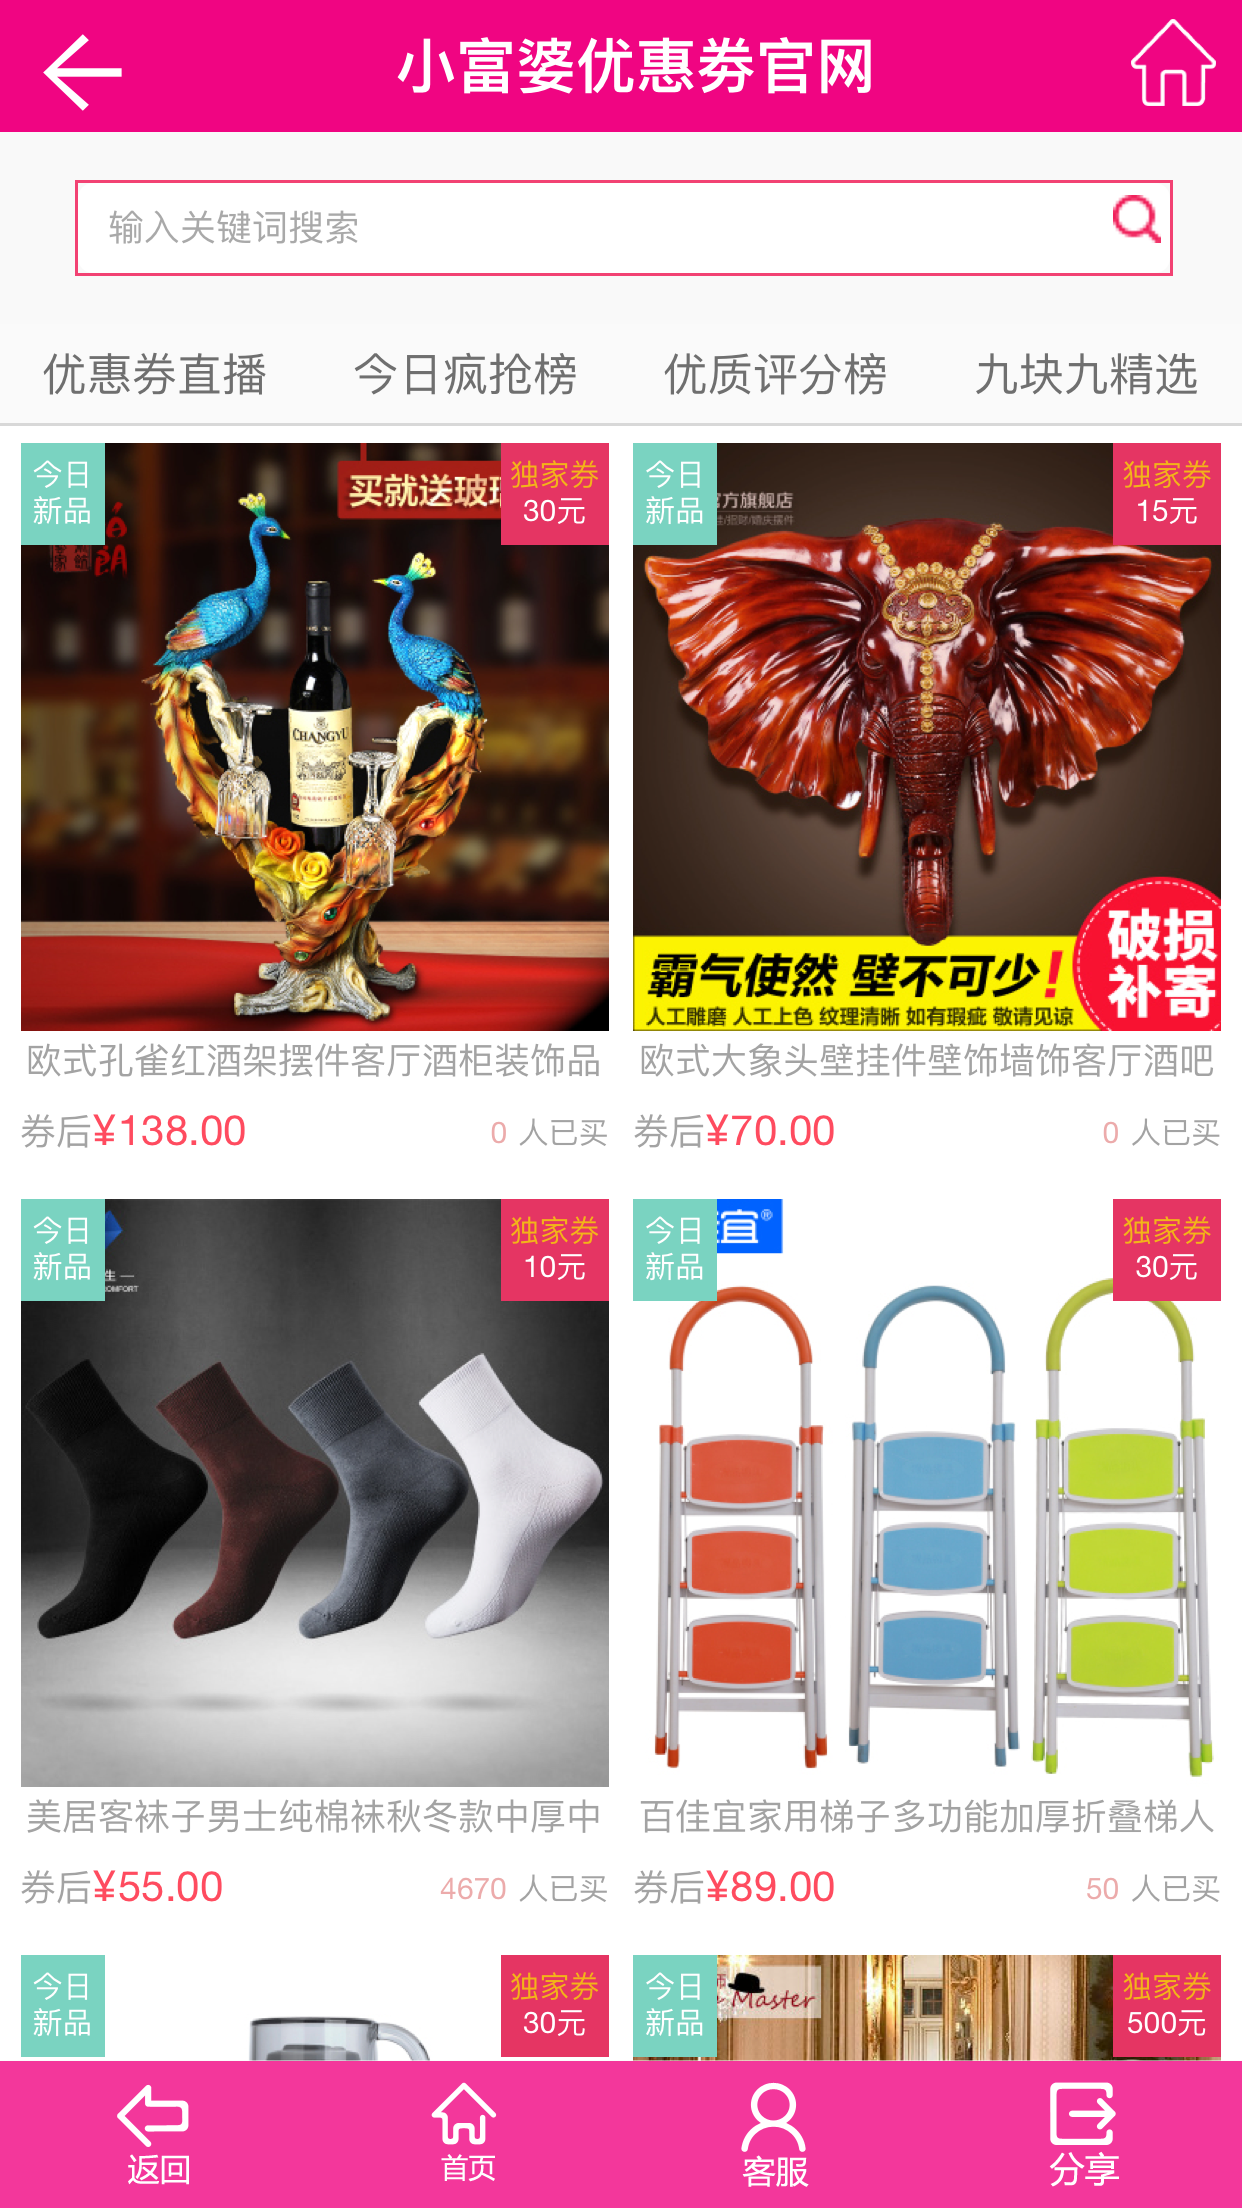 小富婆优惠券官网
输入关键词搜索
优惠券直播 今日疯抢榜 优质评分榜 九块九精选
今日
新品
买就送玻
独家券
30元
CHANGYU
今日
新品
官方旗舰店
独家券
15元
破损
补寄
霸气使然 壁不可少！
人工雕磨 人工上色 纹理清晰 如有瑕疵 敬请见谅
欧式孔雀红酒架摆件客厅酒柜装饰品
券后¥138.00 0 人已买
欧式大象头壁挂件壁饰墙饰客厅酒吧
券后¥70.00 0 人已买
今日
新品
生
COMFORT
独家券
10元
今日
新品
宜®
独家券
30元
美居客袜子男士纯棉袜秋冬款中厚中
券后¥55.00 4670 人已买
百佳宜家用梯子多功能加厚折叠梯人
券后¥89.00 50 人已买
今日
新品
独家券
30元
今日
新品
师
Master
独家券
500元
返回 首页 客服 分享